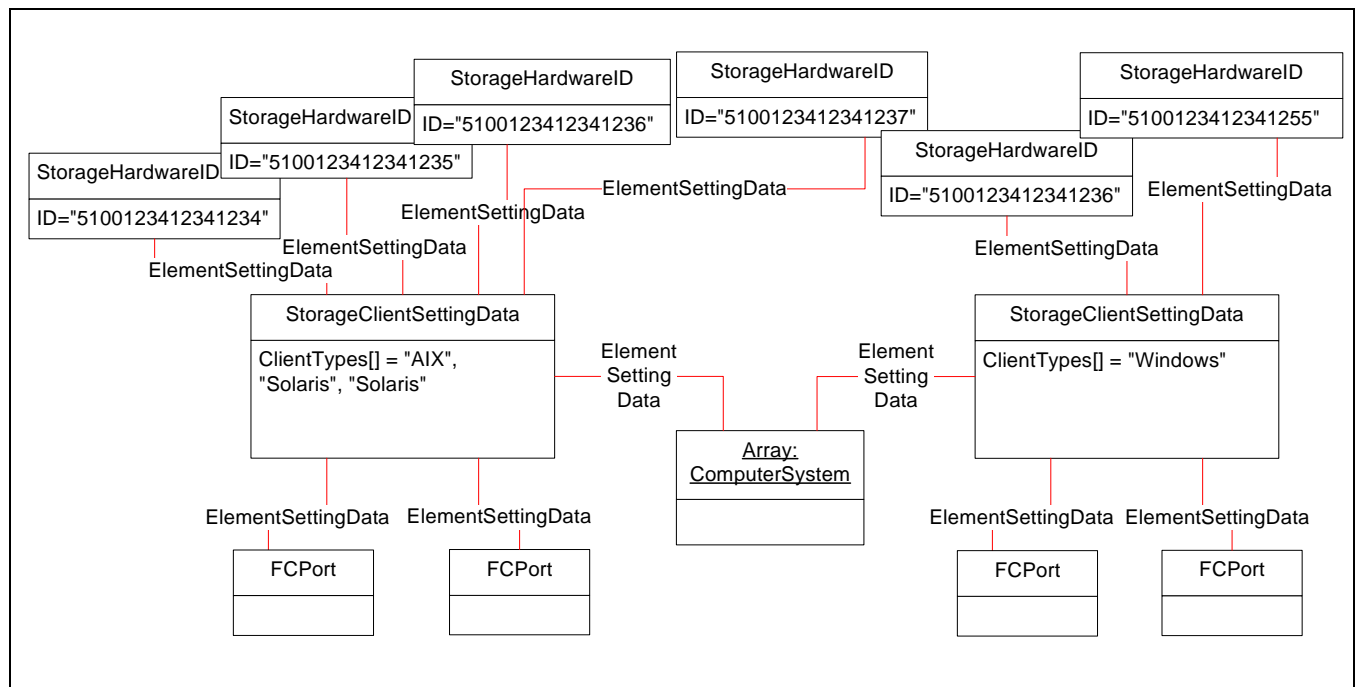 StorageHardwareID
ID="5100123412341236"
StorageHardwareID
ID="5100123412341237"
StorageHardwareID
ID="5100123412341255"
StorageHardwareID
ID="5100123412341235"
StorageHardwareID
ID="5100123412341236"
StorageHardwareID
ID="5100123412341234"
ElementSettingData
ElementSettingData
ElementSettingData
ElementSettingData
ElementSettingData
ElementSettingData
StorageClientSettingData
ClientTypes[] = "AIX",
"Solaris", "Solaris"
Element
Setting
Data
Element
Setting
Data
StorageClientSettingData
ClientTypes[] = "Windows"
Array:
ComputerSystem
ElementSettingData
ElementSettingData
ElementSettingData
ElementSettingData
FCPort
FCPort
FCPort
FCPort